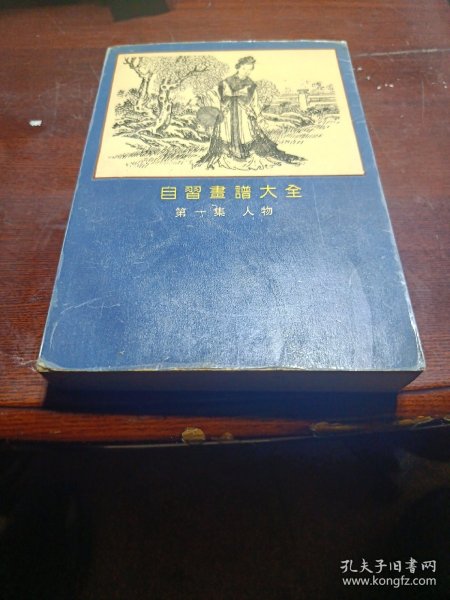 自習畫譜大全
第一集 人物
孔夫子旧书网
www.kongfz.com